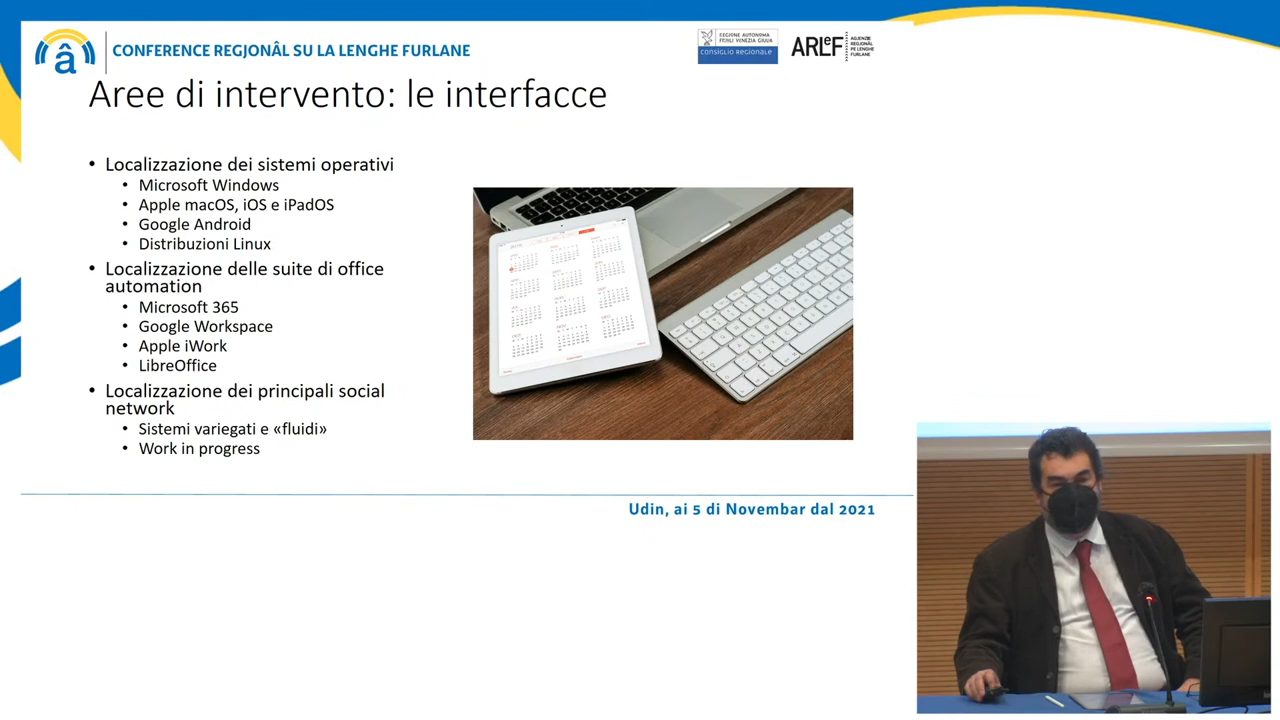 â
CONFERENCE REGJONÂL SU LA LENGHE FURLANE
REGIONE AUTONOMA
FRIULI VENEZIA GIULIA
consiglio regionale
ARLeF
AGJENZIE
REGJONÂL
PE LENGHE
FURLANE
Aree di intervento: le interfacce
• Localizzazione dei sistemi operativi
• Microsoft Windows
• Apple macOS, iOS e iPadOS
• Google Android
• Distribuzioni Linux
• Localizzazione delle suite di office
automation
• Microsoft 365
• Google Workspace
• Apple iWork
• LibreOffice
• Localizzazione dei principali social
network
• Sistemi variegati e «fluidi»
• Work in progress
Udin, ai 5 di Novembar dal 2021